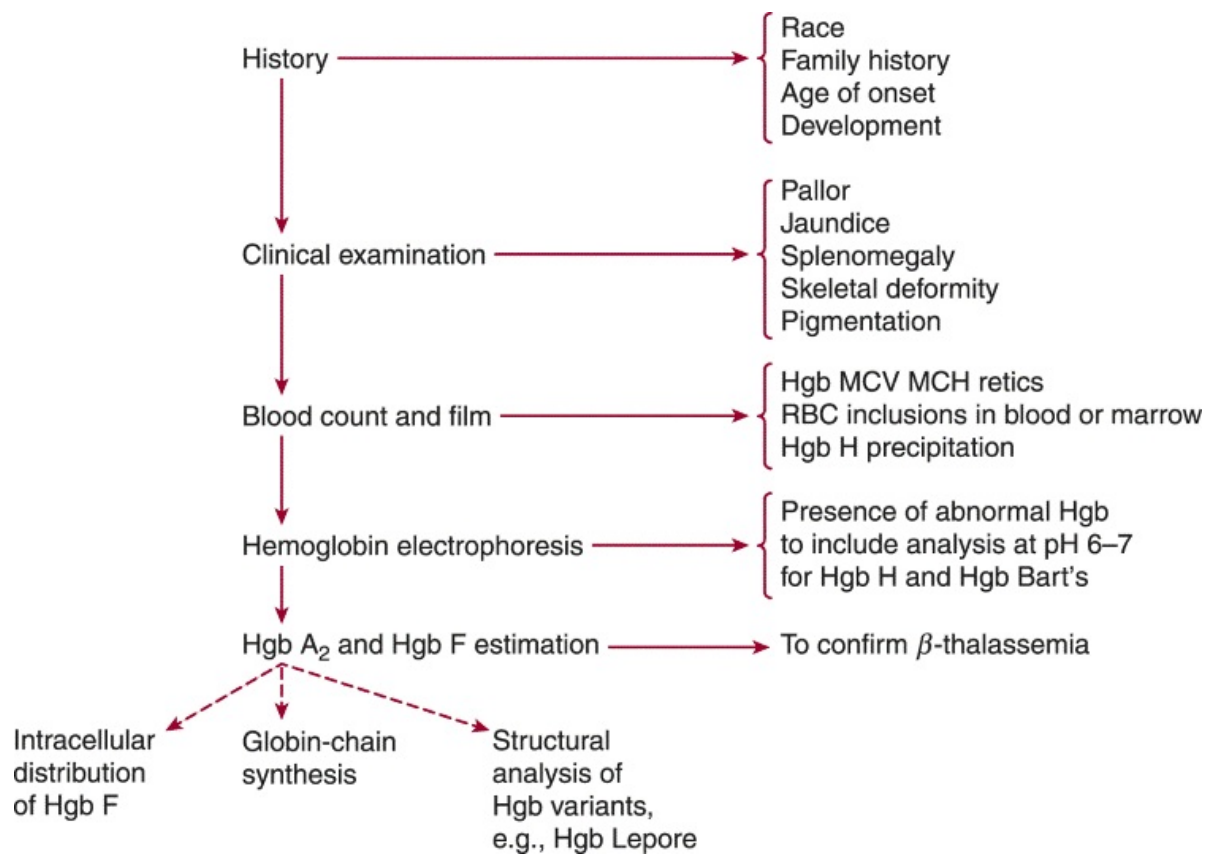 History
Race
Family history
Age of onset
Development
Clinical examination
Pallor
Jaundice
Splenomegaly
Skeletal deformity
Pigmentation
Blood count and film
Hgb MCV MCH retics
RBC inclusions in blood or marrow
Hgb H precipitation
Hemoglobin electrophoresis
Presence of abnormal Hgb
to include analysis at pH 6–7
for Hgb H and Hgb Bart's
Hgb A₂ and Hgb F estimation
To confirm β-thalassemia
Intracellular
distribution
of Hgb F
Globin-chain
synthesis
Structural
analysis of
Hgb variants,
e.g., Hgb Lepore